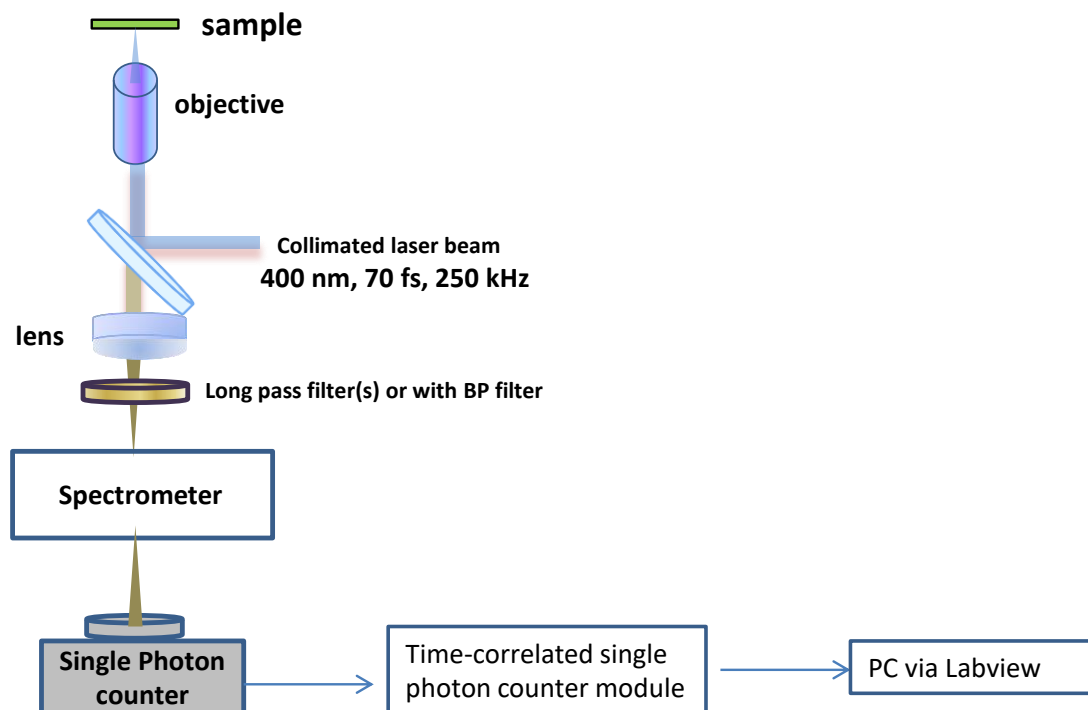 sample
objective
Collimated laser beam
400 nm, 70 fs, 250 kHz
lens
Long pass filter(s) or with BP filter
Spectrometer
Single Photon
counter
Time-correlated single
photon counter module
PC via Labview